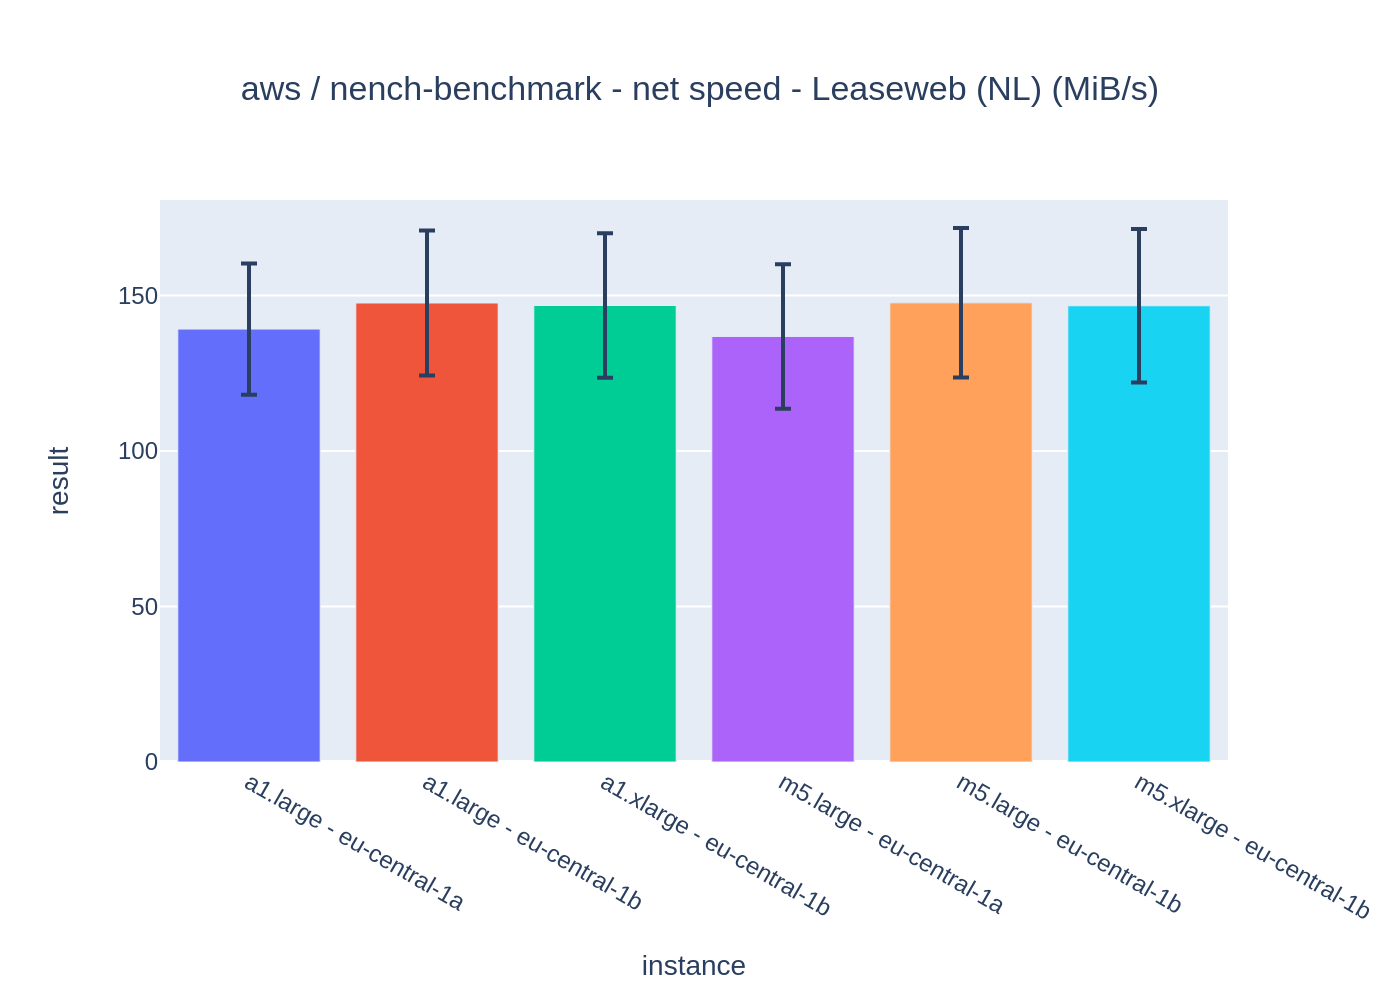 aws / nench-benchmark - net speed - Leaseweb (NL) (MiB/s)
150
100
50
0
result
a1.large - eu-central-1a
a1.large - eu-central-1b
a1.xlarge - eu-central-1b
m5.large - eu-central-1a
m5.large - eu-central-1b
m5.xlarge - eu-central-1b
instance